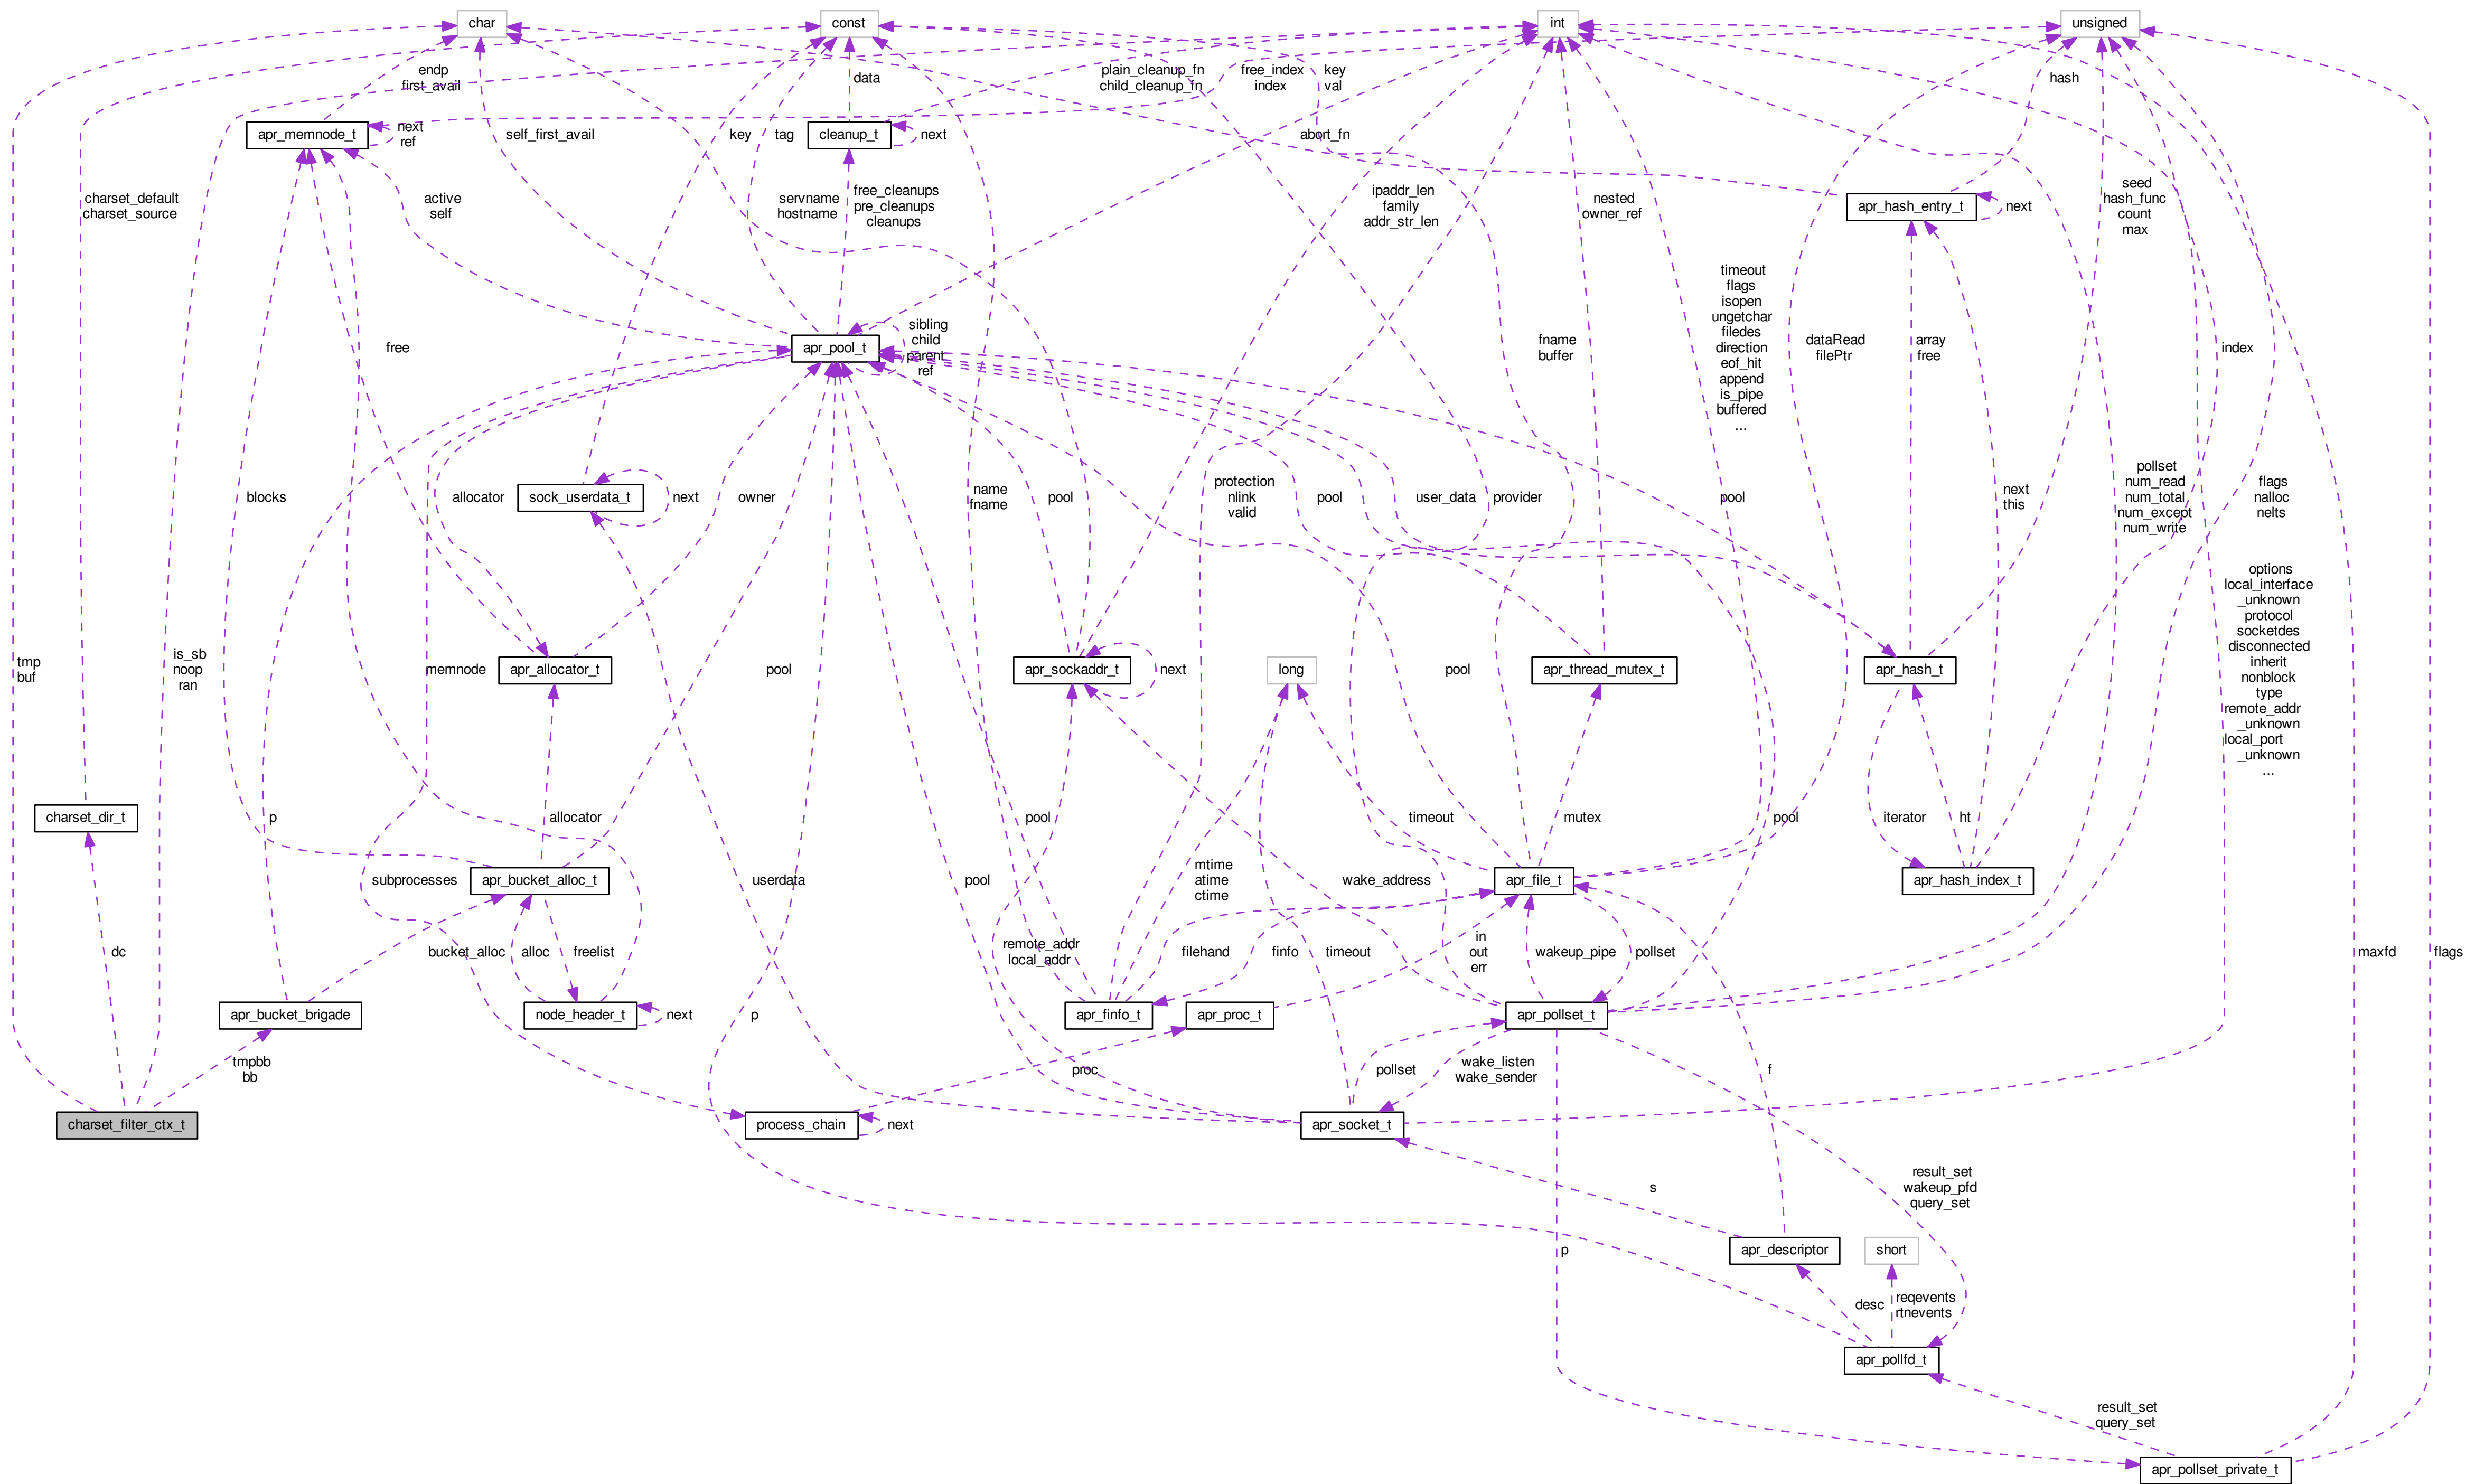 char
const
int
unsigned
endp
first_avail
data
plain_cleanup_fn
child_cleanup_fn
free_index
index
key
val
hash
apr_memnode_t
next
ref
self_first_avail
key
tag
cleanup_t
next
abort_fn
charset_default
charset_source
active
self
servname
hostname
free_cleanups
pre_cleanups
cleanups
ipaddr_len
family
addr_str_len
nested
owner_ref
apr_hash_entry_t
next
seed
hash_func
count
max
free
apr_pool_t
sibling
child
parent
ref
fname
buffer
timeout
flags
isopen
ungetchar
filedes
direction
eof_hit
append
is_pipe
buffered
...
dataRead
filePtr
array
free
index
blocks
allocator
sock_userdata_t
next
owner
name
fname
pool
protection
nlink
valid
pool
user_data
provider
pool
next
this
pollset
num_read
num_total
num_except
num_write
flags
nalloc
nelts
tmp
buf
is_sb
noop
ran
memnode
apr_allocator_t
pool
apr_sockaddr_t
next
long
pool
apr_thread_mutex_t
apr_hash_t
options
local_interface
_unknown
protocol
socketdes
disconnected
inherit
nonblock
type
remote_addr
_unknown
local_port
_unknown
...
charset_dir_t
p
allocator
pool
timeout
mutex
pool
iterator
ht
subprocesses
apr_bucket_alloc_t
userdata
pool
mtime
atime
ctime
wake_address
apr_file_t
apr_hash_index_t
dc
bucket_alloc
alloc
freelist
remote_addr
local_addr
filehand
finfo
timeout
in
out
err
wakeup_pipe
pollset
maxfd
flags
apr_bucket_brigade
node_header_t
next
p
apr_finfo_t
apr_proc_t
apr_pollset_t
tmpbb
bb
proc
pollset
wake_listen
wake_sender
f
charset_filter_ctx_t
process_chain
next
apr_socket_t
s
result_set
wakeup_pfd
query_set
p
apr_descriptor
short
desc
reqevents
rtnevents
apr_pollfd_t
result_set
query_set
apr_pollset_private_t